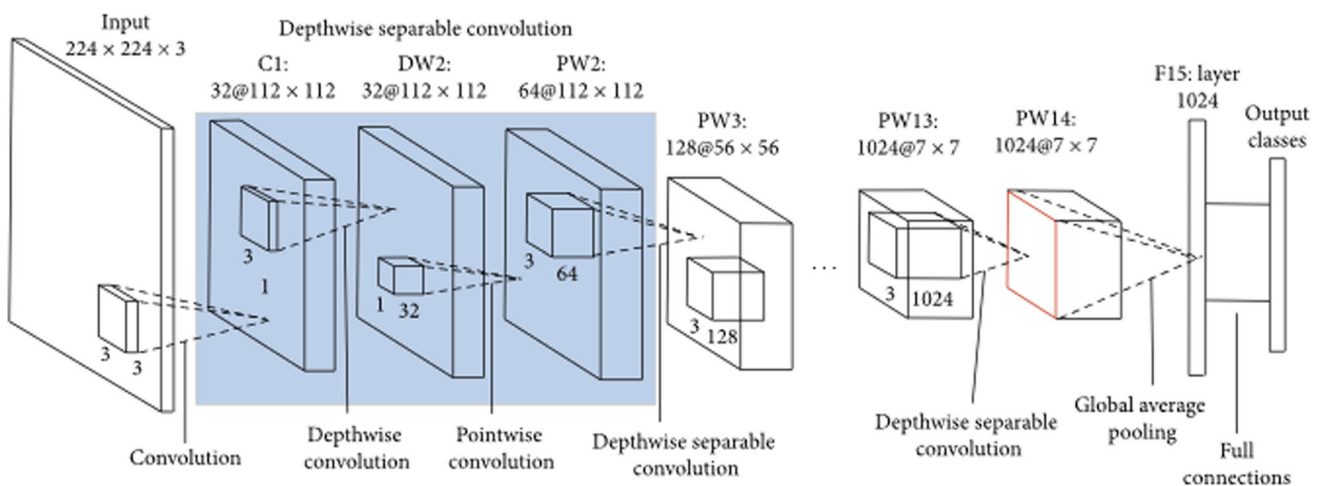 Input
224 × 224 × 3
Depthwise separable convolution
C1:
32@112 × 112
DW2:
32@112 × 112
PW2:
64@112 × 112
PW3:
128@56 × 56
PW13:
1024@7 × 7
PW14:
1024@7 × 7
F15: layer
1024
Output
classes
3
3
3
1
1
32
3
64
3
128
...
3
1024
Convolution
Depthwise
convolution
Pointwise
convolution
Depthwise separable
convolution
Depthwise separable
convolution
Global average
pooling
Full
connections